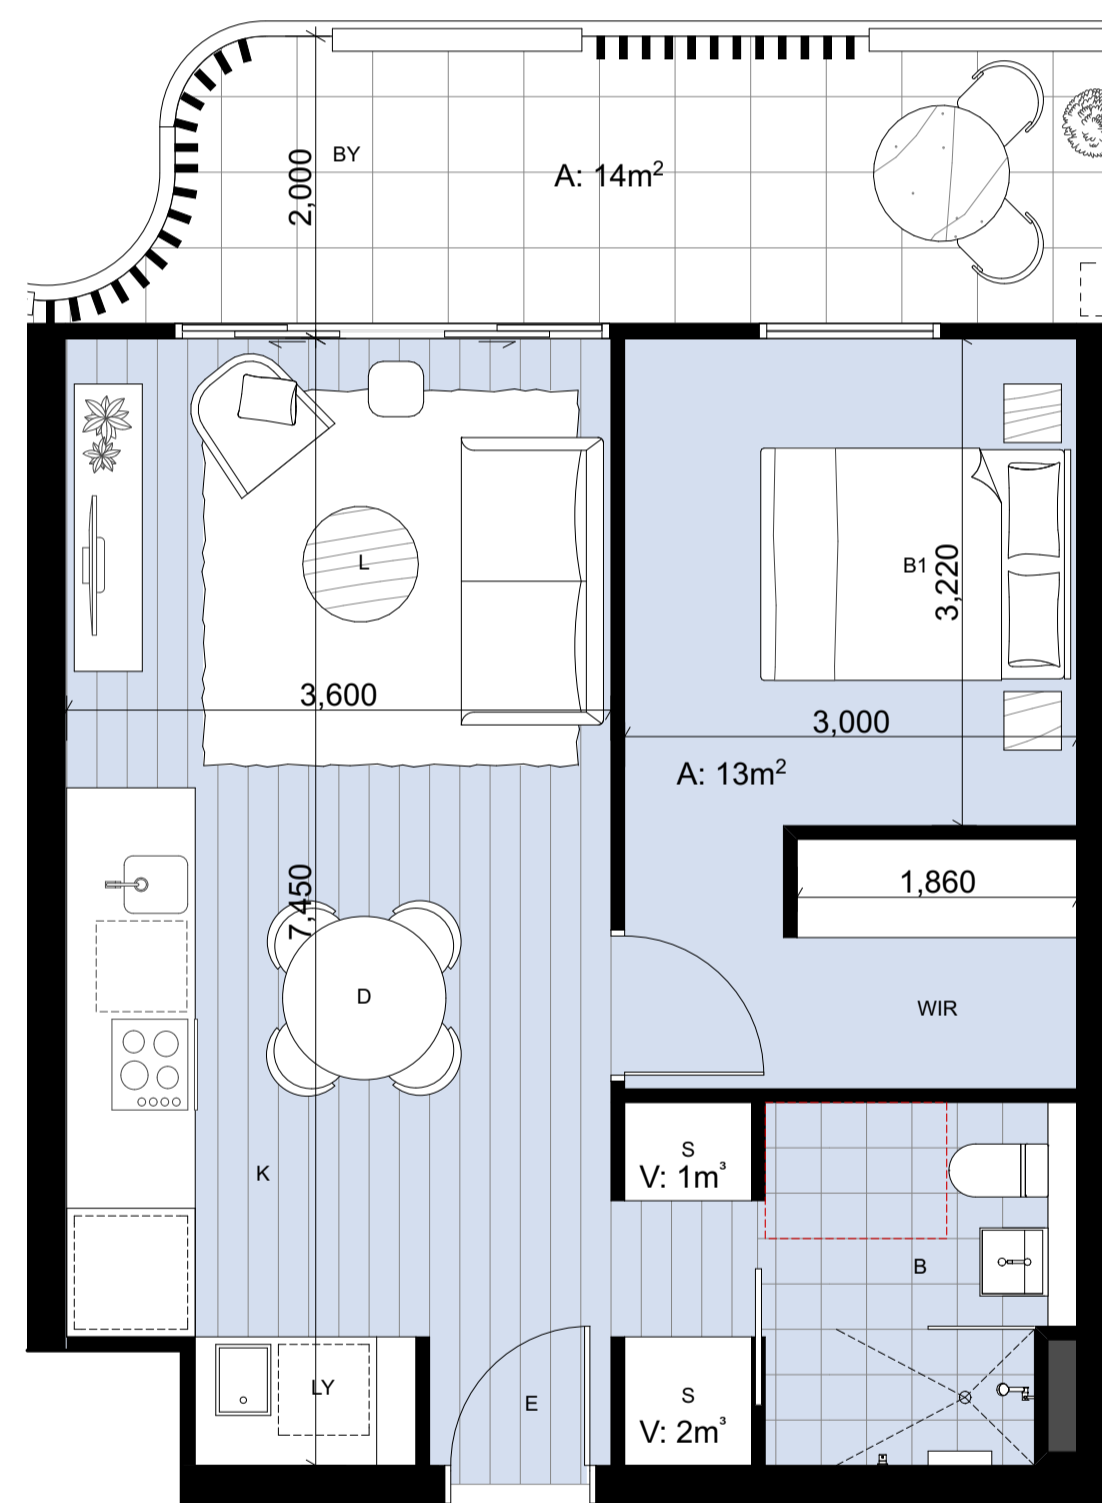 BY
2,000
A: 14m²
L
B1
3,220
3,600
3,000
A: 13m²
1,860
7,450
D
WIR
K
S
V: 1m³
B
LY
E
S
V: 2m³